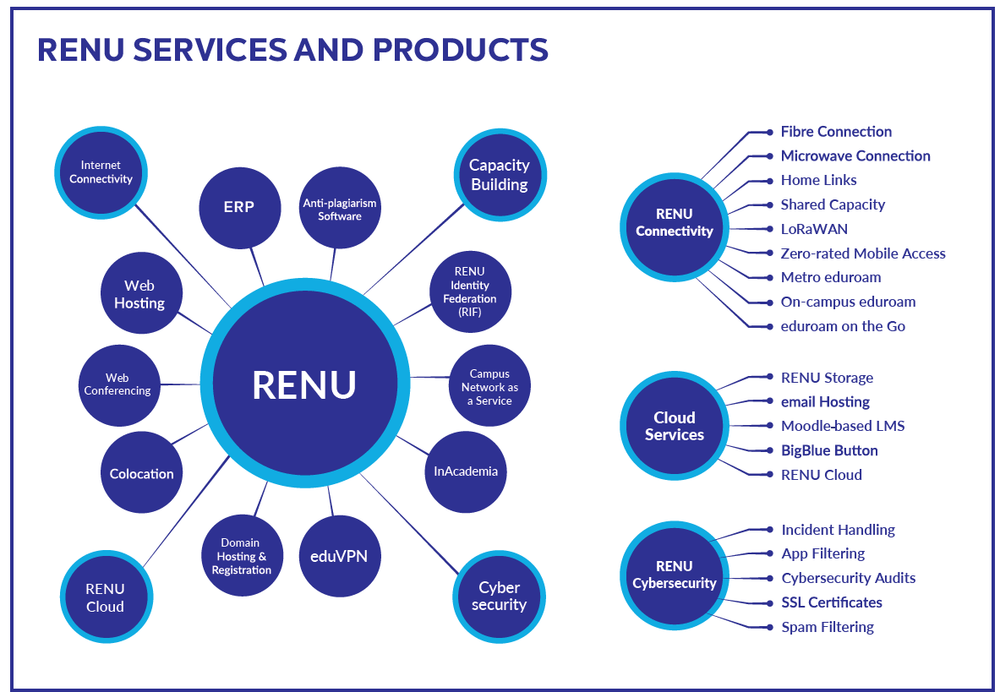 RENU SERVICES AND PRODUCTS
Internet
Connectivity
ERP
Anti-plagiarism
Software
Capacity
Building
Web
Hosting
RENU
Identity
Federation
(RIF)
Web
Conferencing
RENU
Campus
Network as
a Service
Colocation
InAcademia
RENU
Cloud
Domain
Hosting &
Registration
eduVPN
Cyber
security
RENU
Connectivity
Fibre Connection
Microwave Connection
Home Links
Shared Capacity
LoRaWAN
Zero-rated Mobile Access
Metro eduroam
On-campus eduroam
eduroam on the Go
Cloud
Services
RENU Storage
email Hosting
Moodle-based LMS
BigBlue Button
RENU Cloud
RENU
Cybersecurity
Incident Handling
App Filtering
Cybersecurity Audits
SSL Certificates
Spam Filtering